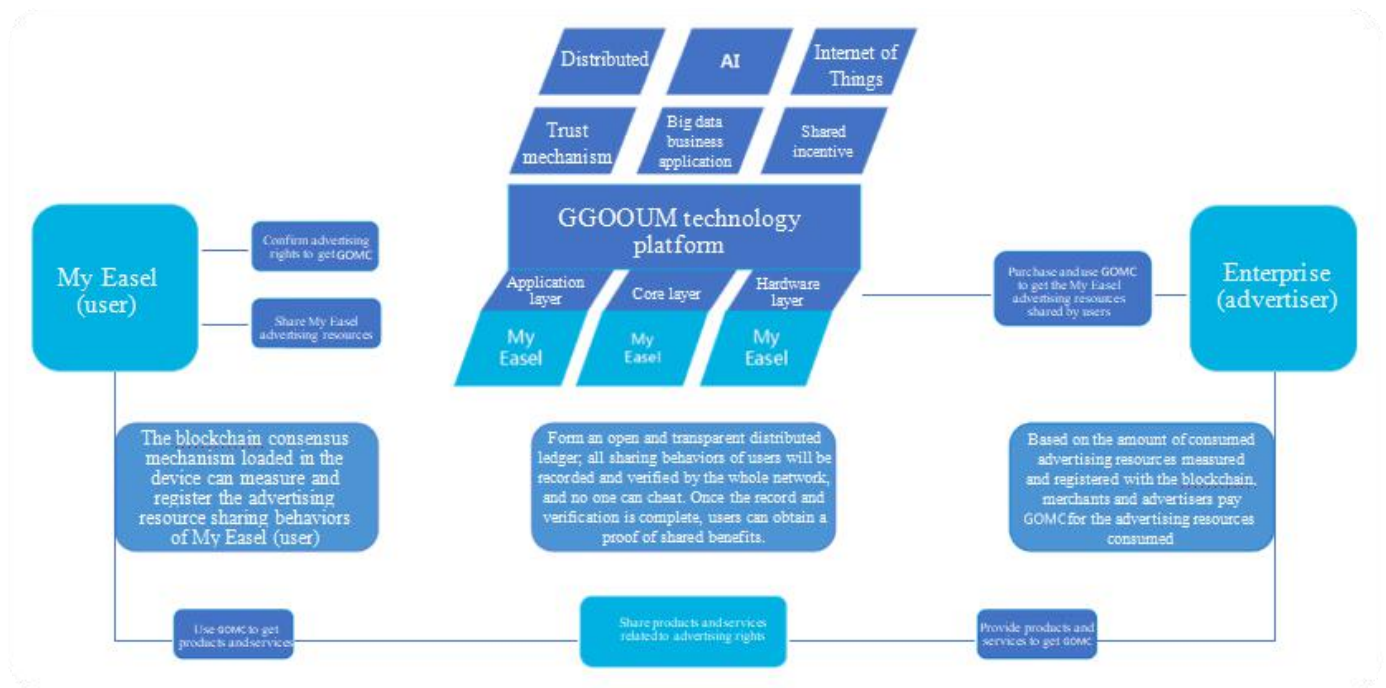 Distributed
AI
Internet of
Things
Trust
mechanism
Big data
business
application
Shared
incentive
GGOOUM technology
platform
Application
layer
Core layer
Hardware
layer
My
Easel
My
Easel
My
Easel
My Easel
(user)
Confirm advertising
rights to get GOMC
Share My Easel
advertising resources
Purchase and use GOMC
to get the My Easel
advertising resources
shared by users
Enterprise
(advertiser)
The blockchain consensus
mechanism loaded in the
device can measure and
register the advertising
resource sharing behaviors
of My Easel (user)
Form an open and transparent distributed
ledger; all sharing behaviors of users will be
recorded and verified by the whole network,
and no one can cheat. Once the record and
verification is complete, users can obtain a
proof of shared benefits.
Based on the amount of consumed
advertising resources measured
and registered with the blockchain,
merchants and advertisers pay
GOMC for the advertising resources
consumed
Use GOMC to get
products and services
Share products and services
related to advertising rights
Provide products and
services to get GOMC